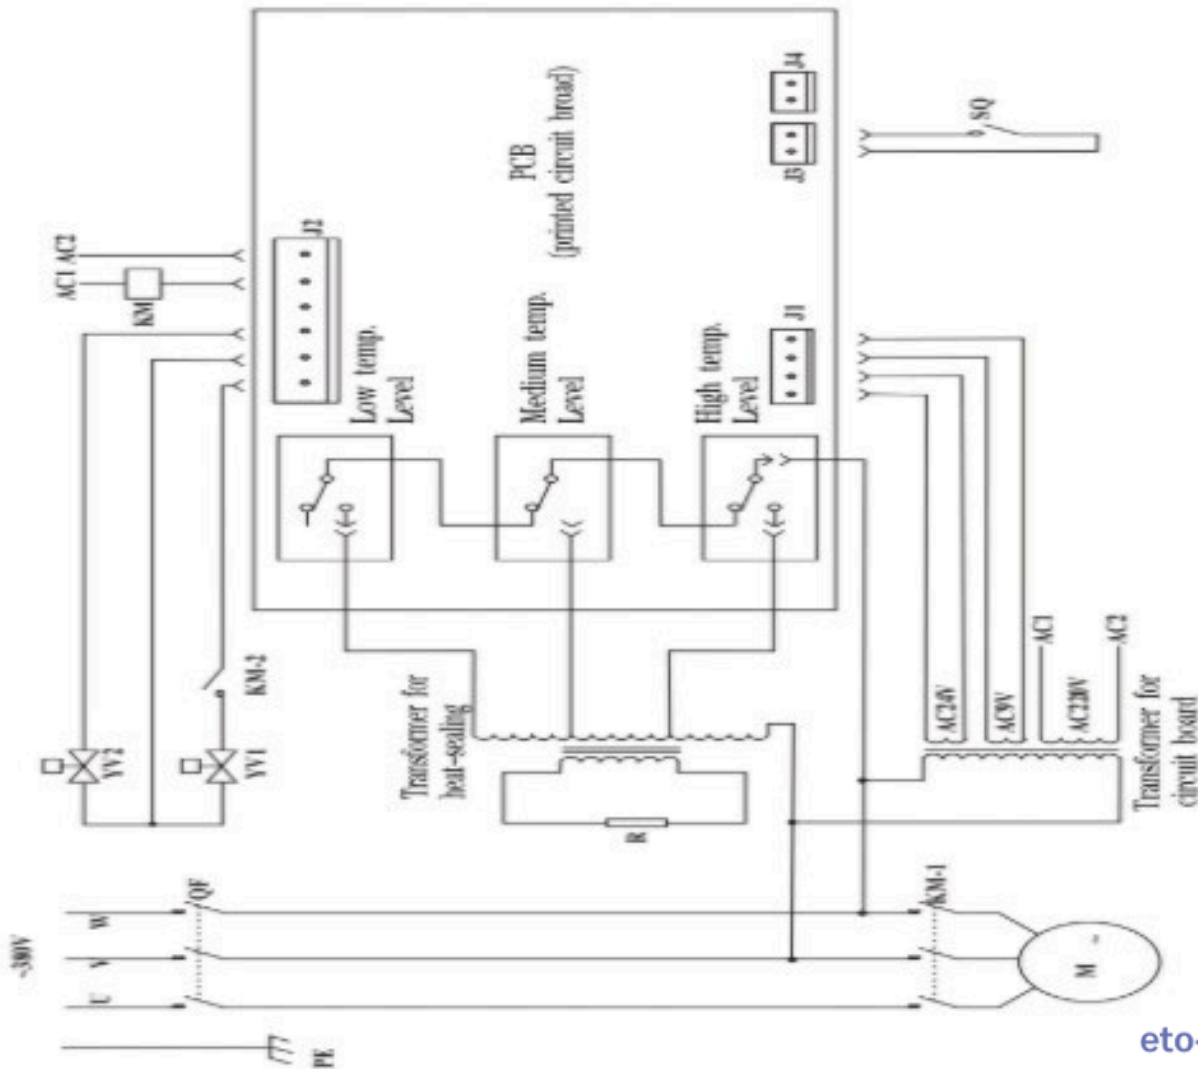 AC1
AC2
KM
J2
PCB
(printed circuit broad)
J4
J3
SQ
J1
Low temp.
Level
Medium temp.
Level
High temp.
Level
KM-2
YV2
YV1
Transformer for
heat-sealing
R
AC24V
AC9V
AC220V
AC1
AC2
Transformer for
circuit board
~380V
W
V
U
QF
KM-1
M
~
PE
eto-